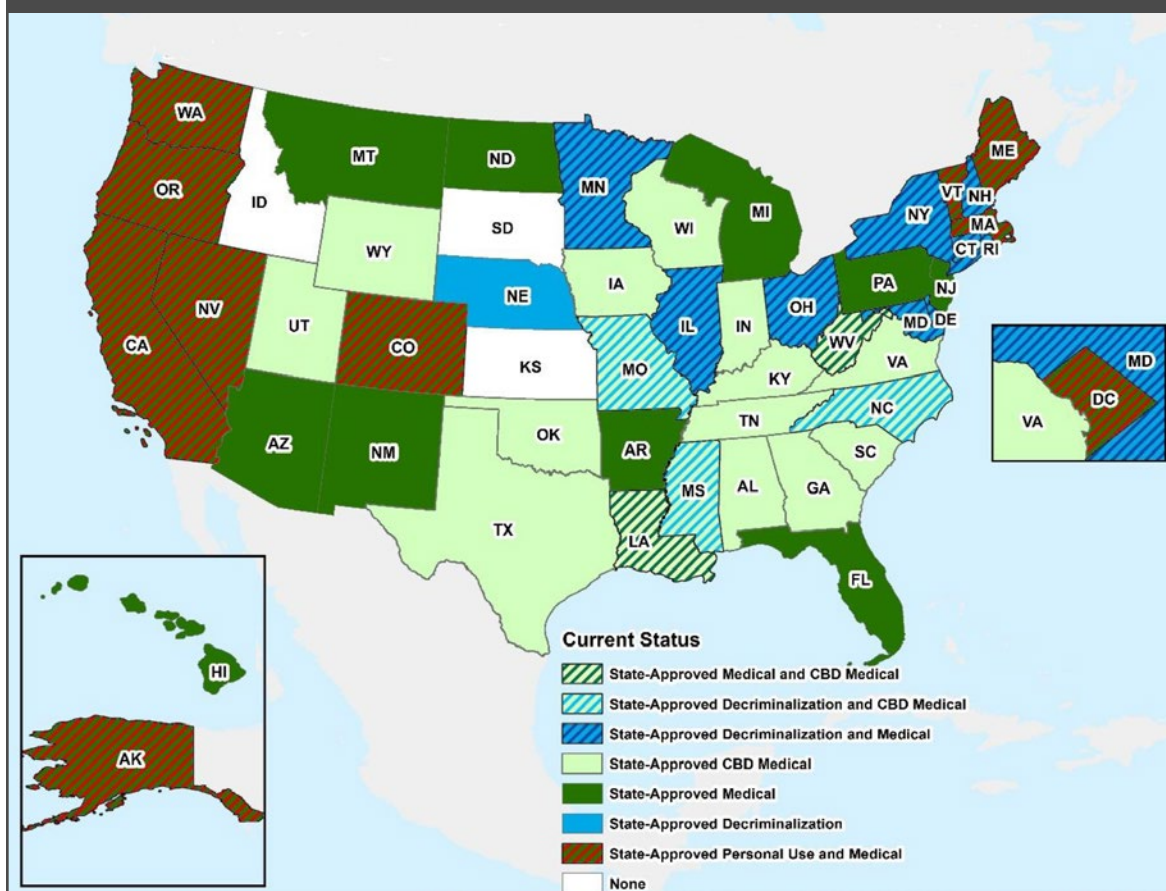 WA
ME
MT
ND
VT
NH
OR
MN
ID
MA
SD
WI
NY
MI
CT
RI
WY
IA
PA
NE
NJ
NV
OH
IN
MD
DE
IL
UT
MD
WV
CO
CA
VA
KS
MO
DC
KY
NC
VA
TN
OK
AZ
NM
AR
SC
MS
AL
GA
TX
LA
FL
Current Status
State-Approved Medical and CBD Medical
HI
State-Approved Decriminalization and CBD Medical
State-Approved Decriminalization and Medical
AK
State-Approved CBD Medical
State-Approved Medical
State-Approved Decriminalization
State-Approved Personal Use and Medical
None